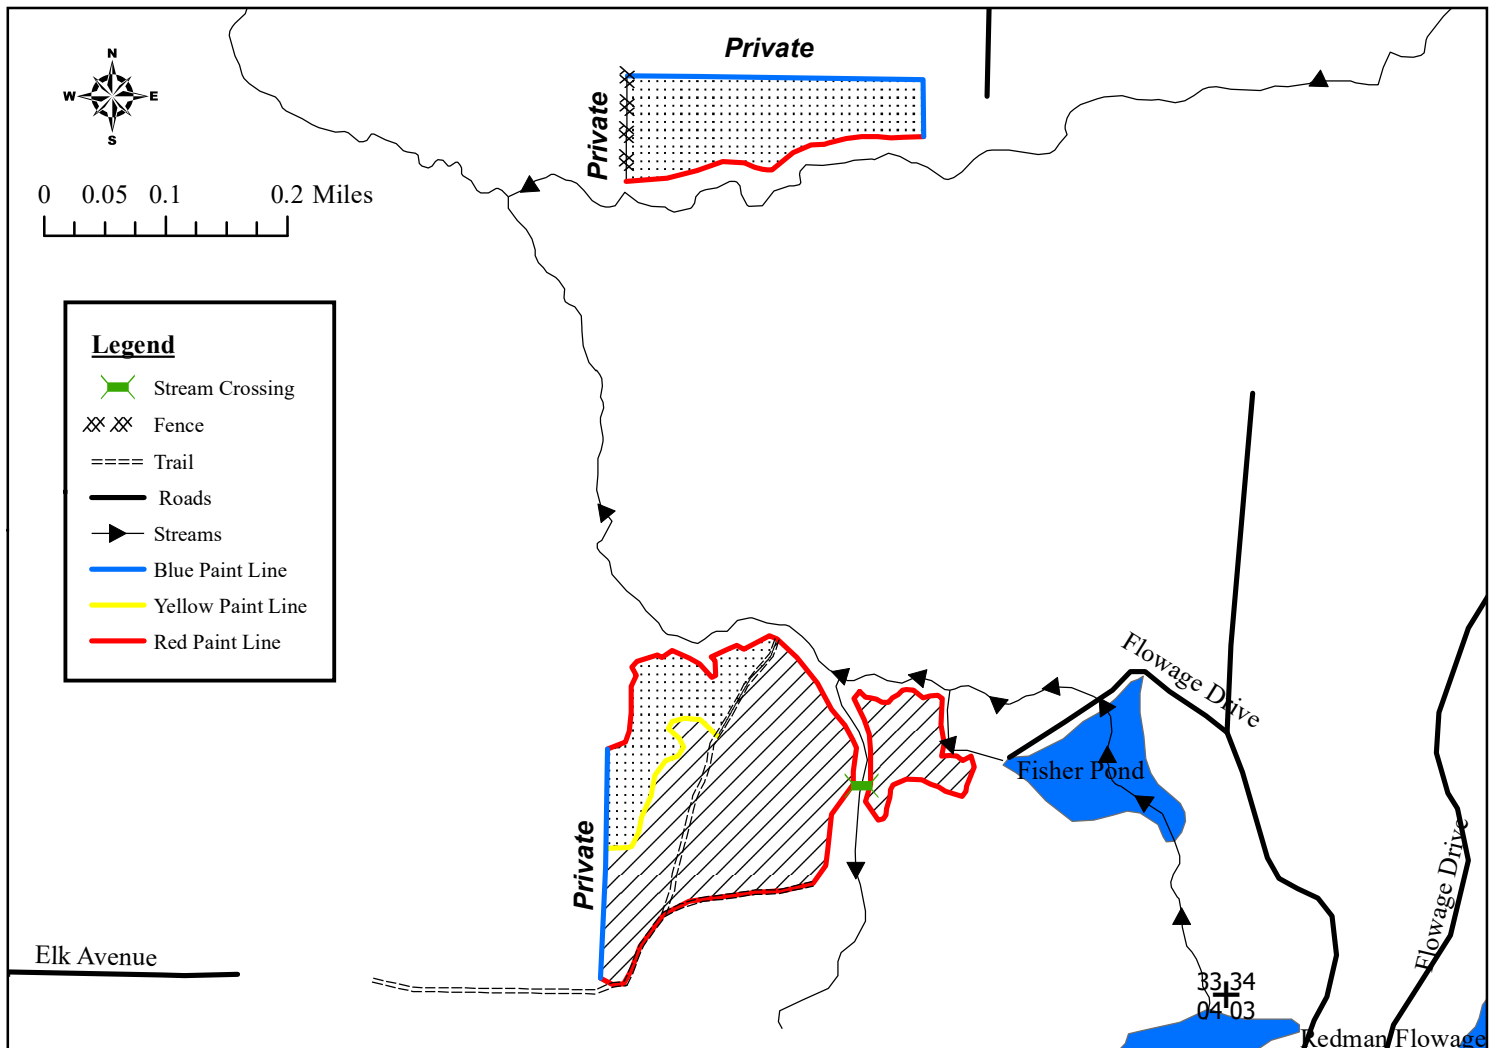 Private
N
W E
S
Private
0 0.05 0.1 0.2 Miles
Legend
Stream Crossing
Fence
Trail
Roads
Streams
Blue Paint Line
Yellow Paint Line
Red Paint Line
Flowage Drive
Fisher Pond
Private
Flowage Drive
Elk Avenue
33 34
04 03
Redman Flowage